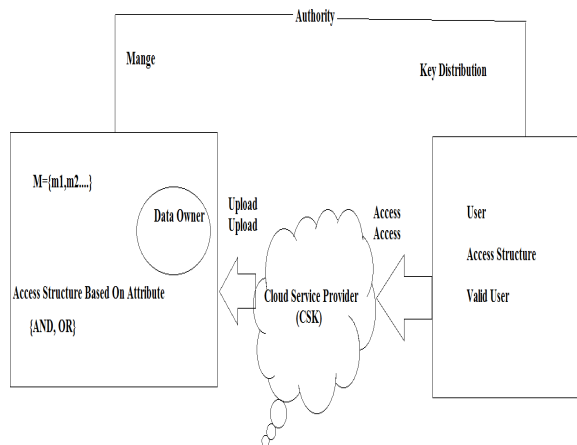 Authority
Mange
Key Distribution
M={m1,m2....}
Data Owner
Access Structure Based On Attribute
{AND, OR}
Upload
Upload
Cloud Service Provider
(CSK)
Access
Access
User
Access Structure
Valid User